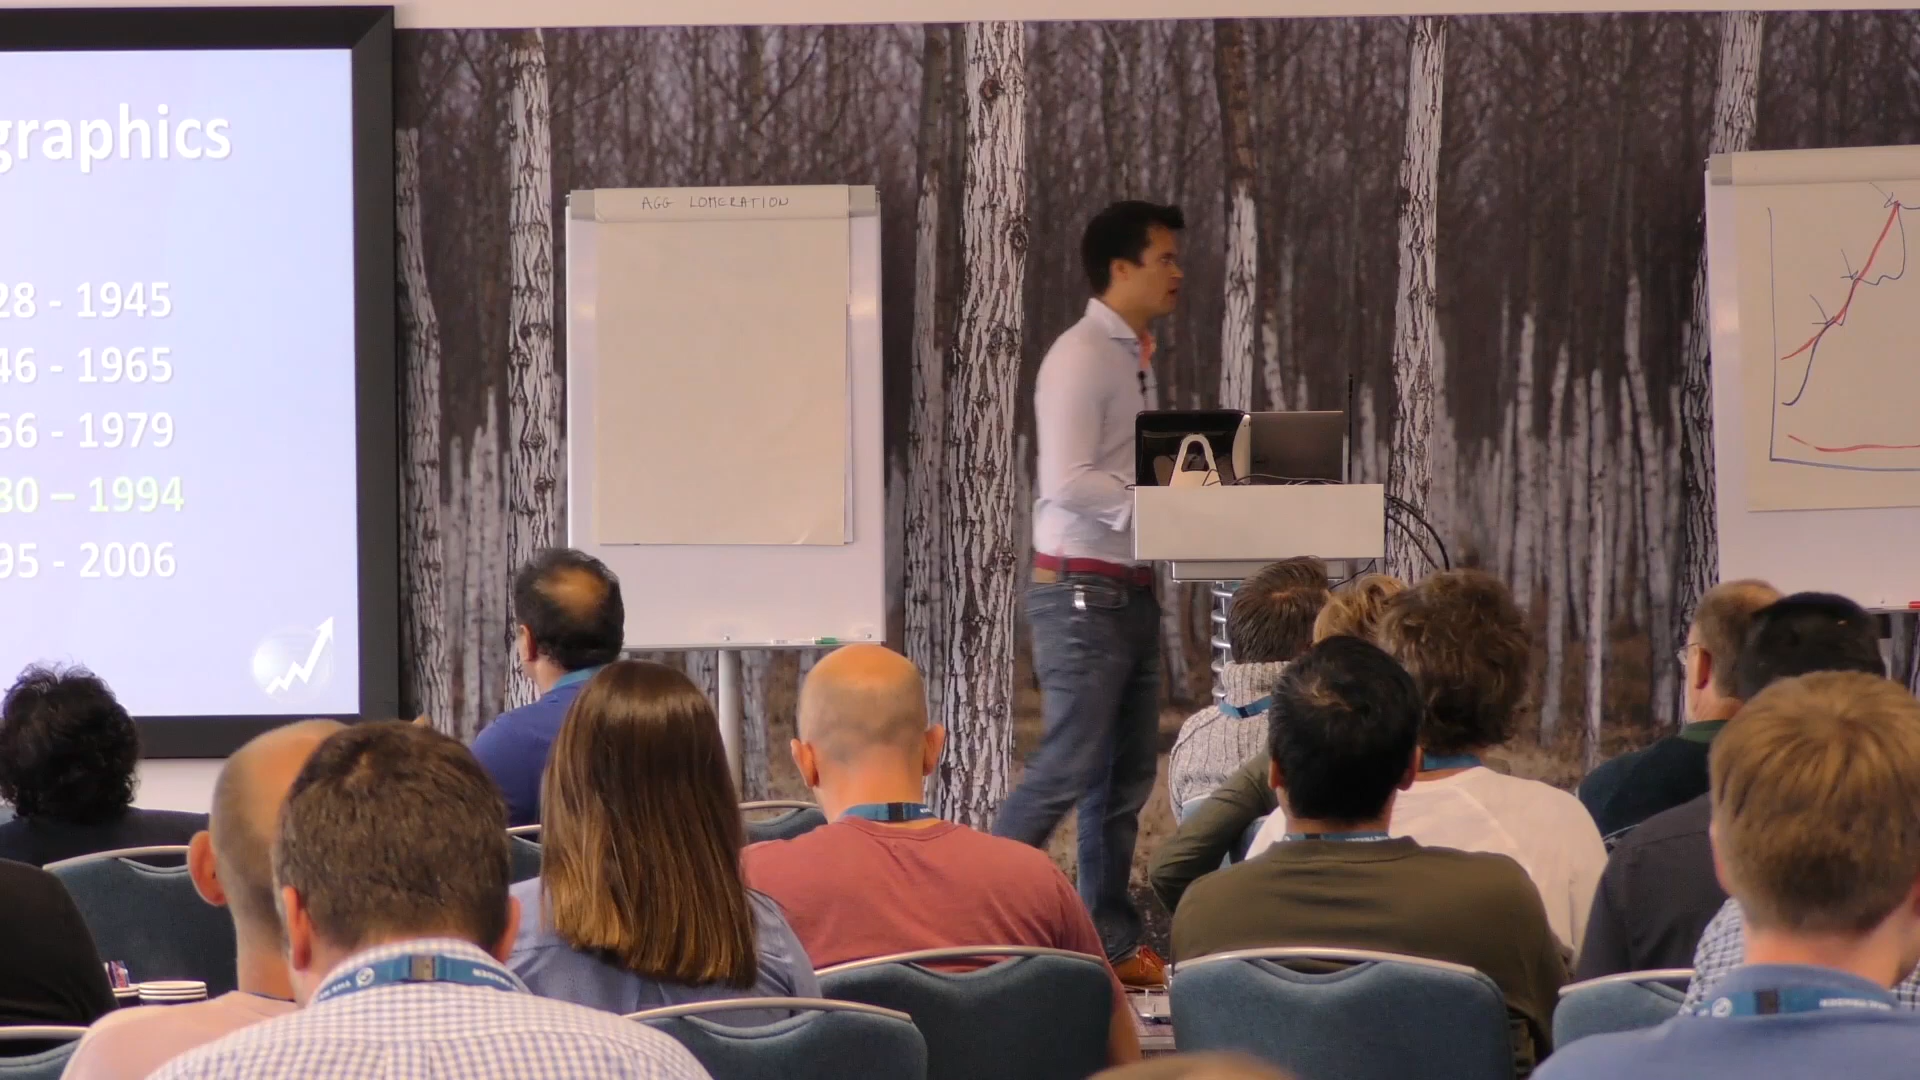 graphics
28 - 1945
46 - 1965
66 - 1979
80 – 1994
95 - 2006
AGG LOMERATION